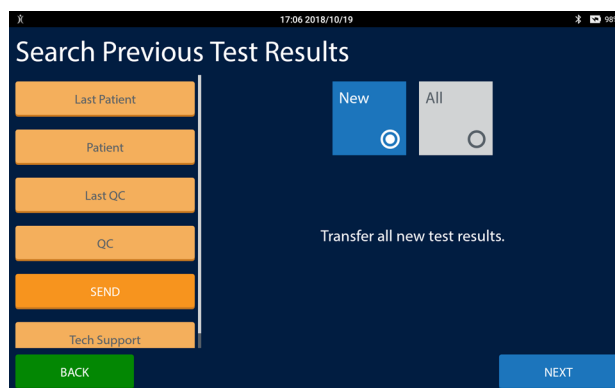 17:06 2018/10/19
98%
Search Previous Test Results
Last Patient
Patient
Last QC
QC
SEND
Tech Support
New
All
Transfer all new test results.
BACK
NEXT